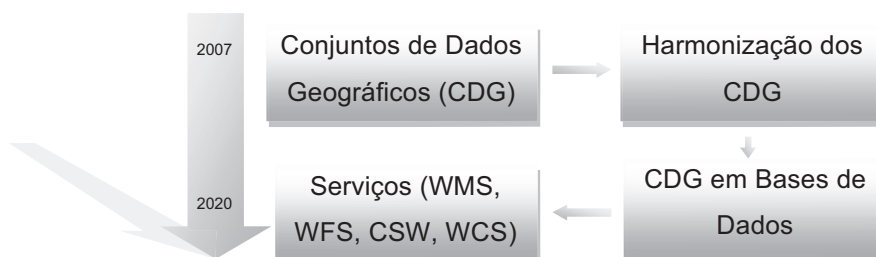 2007
Conjuntos de Dados
Geográficos (CDG)
Harmonização dos
CDG
CDG em Bases de
Dados
2020
Serviços (WMS,
WFS, CSW, WCS)